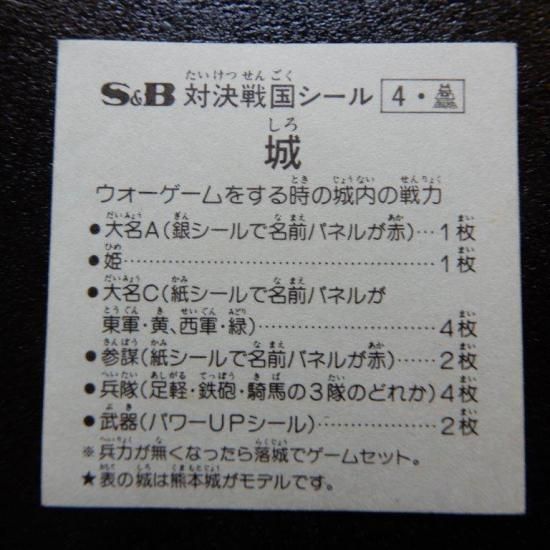 S&B 対決戦国シール 4・
城
ウォーゲームをする時の城内の戦力
●大名A(銀シールで名前パネルが赤)…1枚
●姫…………………………………1枚
●大名C(紙シールで名前パネルが
東軍・黄、西軍・緑)………………4枚
●参謀(紙シールで名前パネルが赤)…2枚
●兵隊(足軽・鉄砲・騎馬の3隊のどれか)4枚
●武器(パワーUPシール)……………2枚
※兵力が無くなったら落城でゲームセット。
★表の城は熊本城がモデルです。